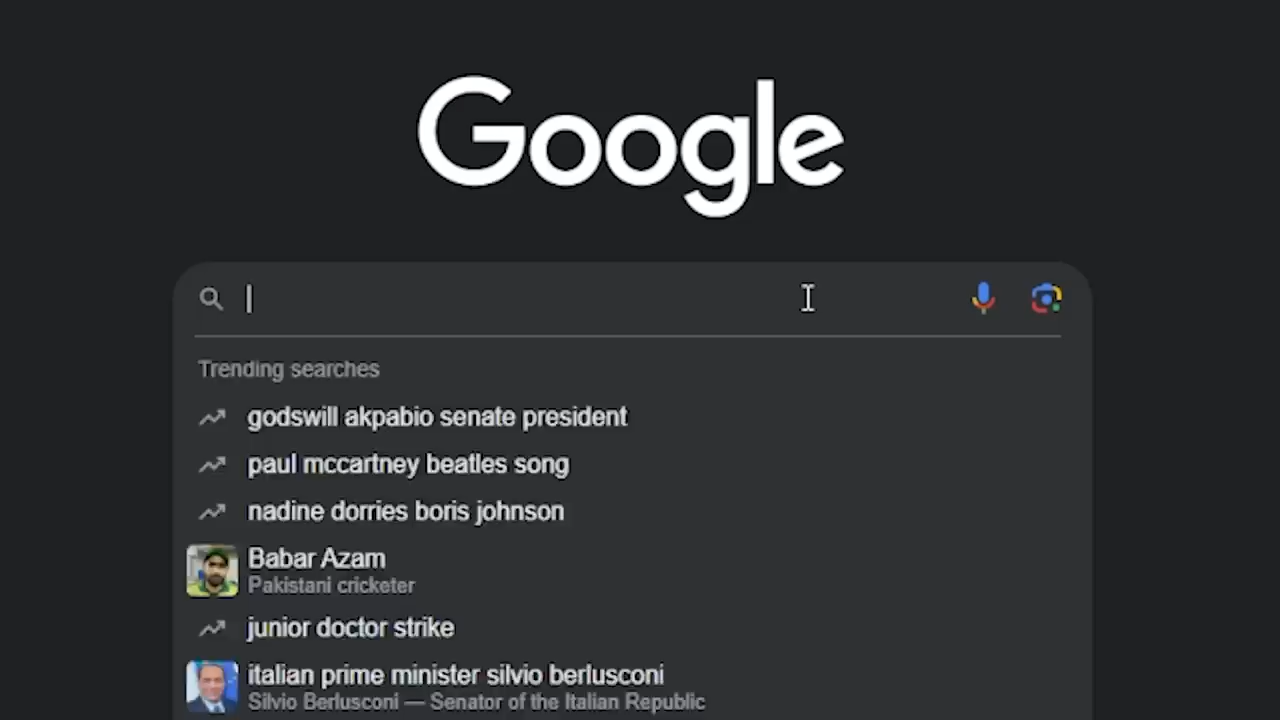 Google
Trending searches
godswill akpabio senate president
paul mccartney beatles song
nadine dorries boris johnson
Babar Azam
Pakistani cricketer
junior doctor strike
italian prime minister silvio berlusconi
Silvio Berlusconi — Senator of the Italian Republic